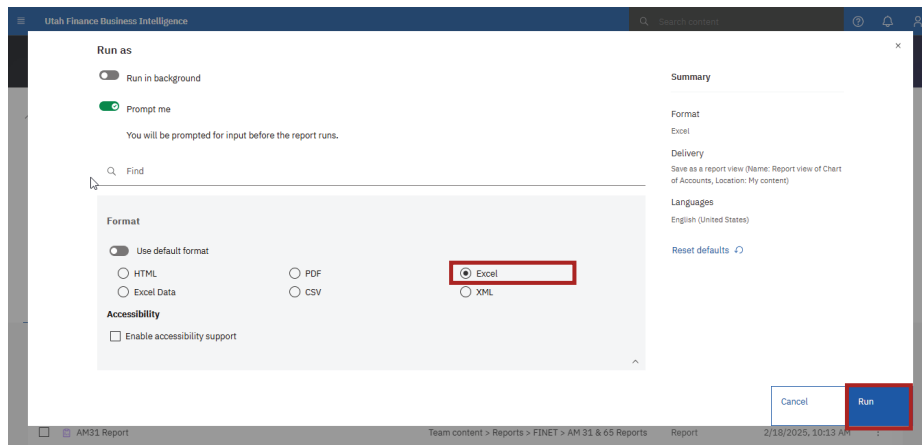 Utah Finance Business Intelligence
Search content
Run as
Run in background
Prompt me
You will be prompted for input before the report runs.
Find
Format
Use default format
HTML
PDF
Excel
Excel Data
CSV
XML
Accessibility
Enable accessibility support
Summary
Format
Excel
Delivery
Save as a report view (Name: Report view of Chart
of Accounts, Location: My content)
Languages
English (United States)
Reset defaults
Cancel
Run
AM31 Report
Team content > Reports > FINET > AM 31 & 65 Reports
Report
2/18/2025, 10:13 AM